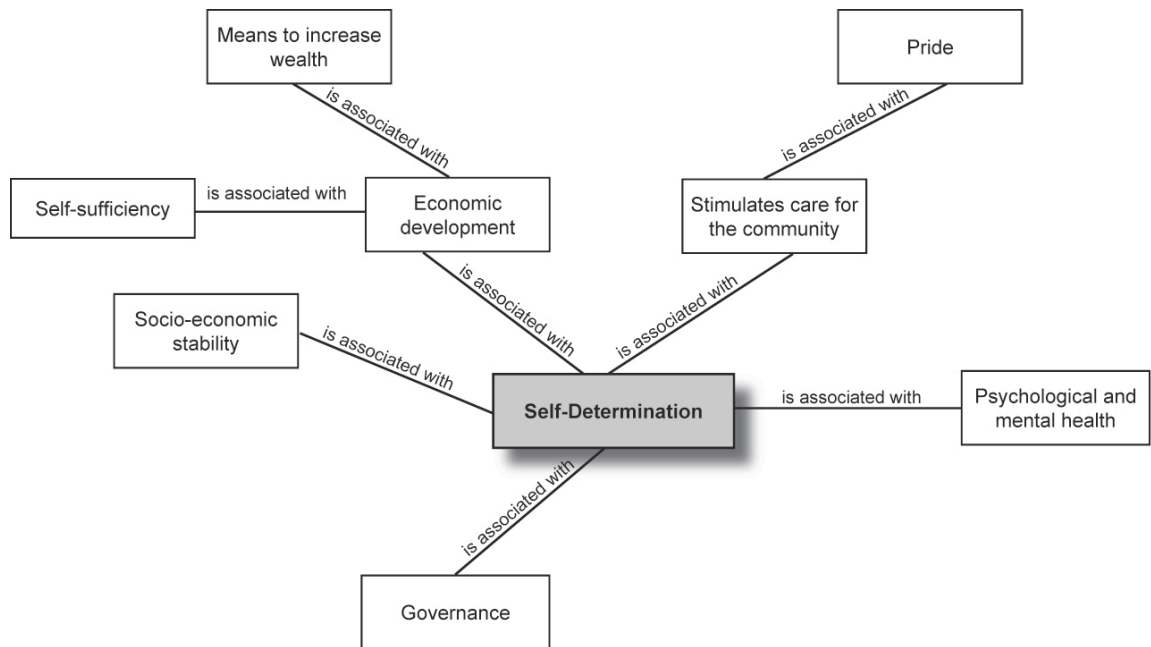 Means to increase
wealth
Pride
is associated with
is associated with
Self-sufficiency
is associated with
Economic
development
Stimulates care for
the community
is associated with
is associated with
Socio-economic
stability
is associated with
Self-Determination
is associated with
Psychological and
mental health
is associated with
Governance